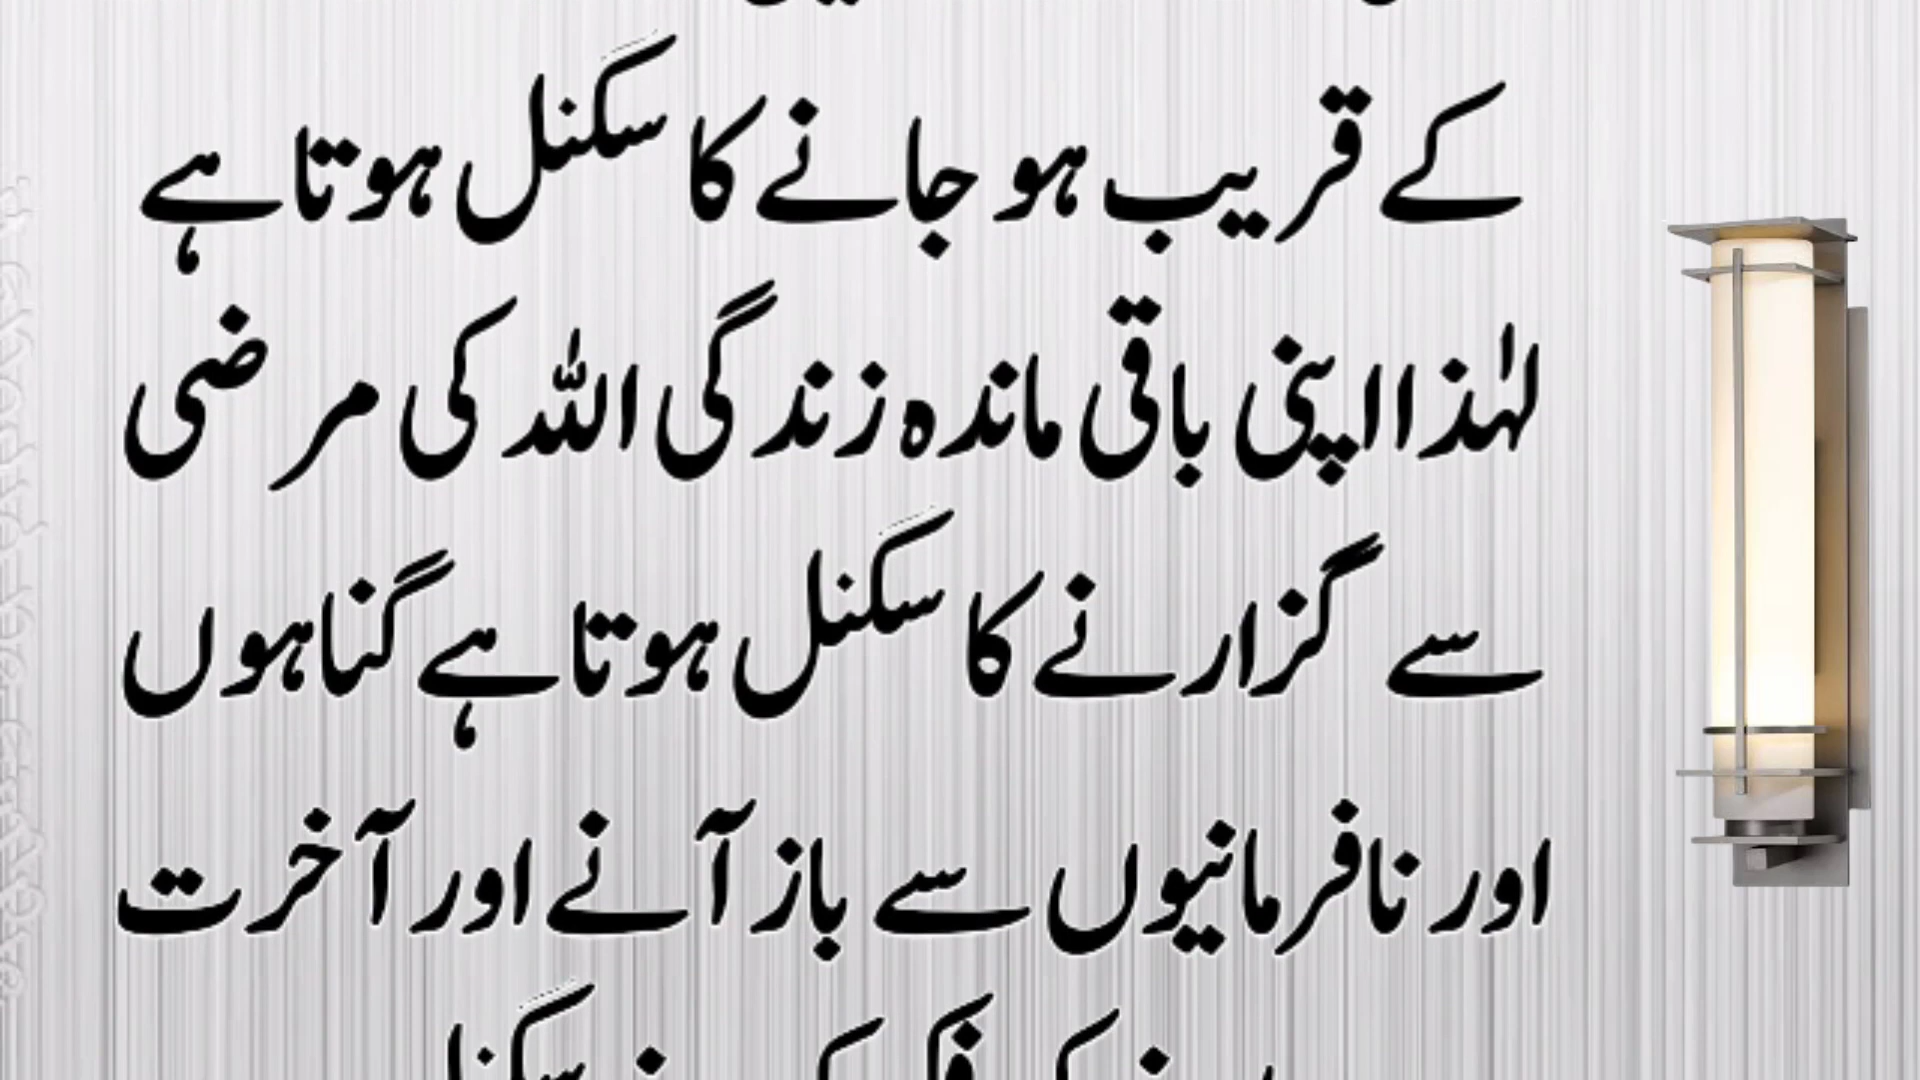 کے قریب ہو جانے کا سگنل ہوتا ہے
لہٰذا اپنی باقی ماندہ زندگی اللہ کی مرضی
سے گزارنے کا سگنل ہوتا ہے گناہوں
اور نافرمانیوں سے باز آنے اور آخرت